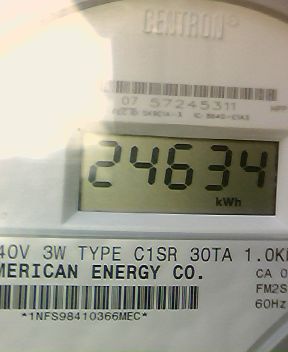 CENTRON®
07 57245311
24634
kWh
40V 3W TYPE C1SR 30TA 1.0K
MERICAN ENERGY CO.
CA 0
FM2S
60Hz
*1NFS98410366MEC*